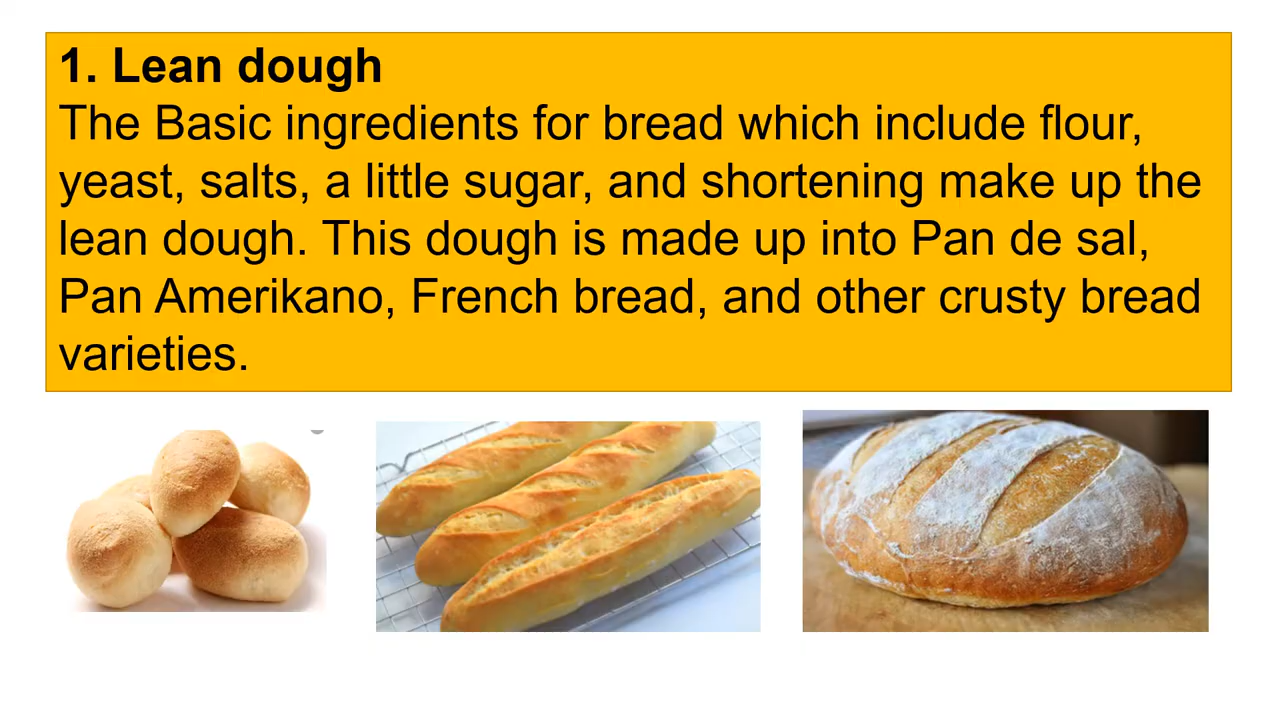 1. Lean dough
The Basic ingredients for bread which include flour,
yeast, salts, a little sugar, and shortening make up the
lean dough. This dough is made up into Pan de sal,
Pan Amerikano, French bread, and other crusty bread
varieties.